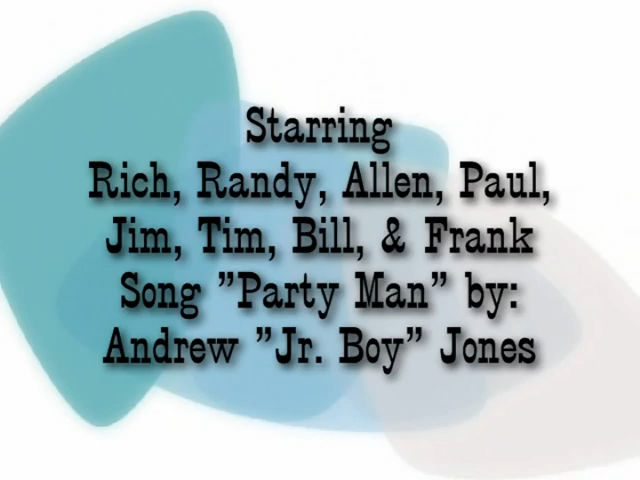 Starring
Rich, Randy, Allen, Paul,
Jim, Tim, Bill, & Frank
Song "Party Man" by:
Andrew "Jr. Boy" Jones